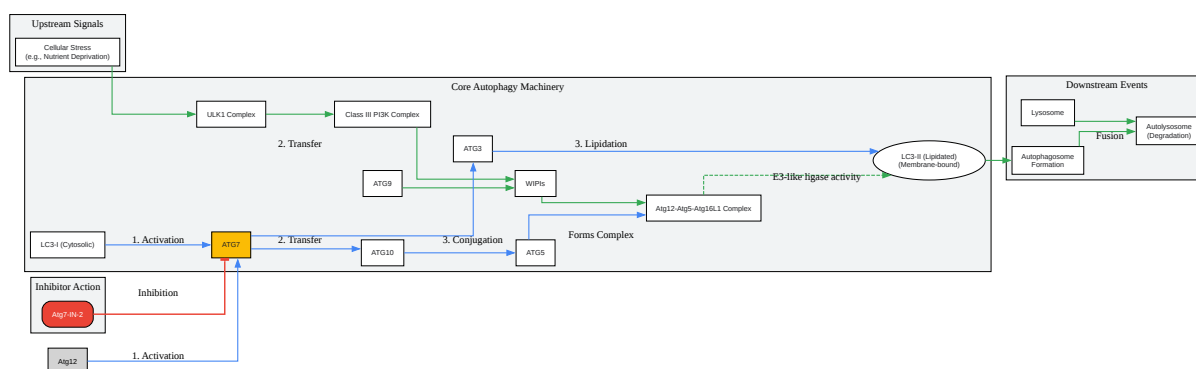 Upstream Signals
Cellular Stress
(e.g., Nutrient Deprivation)
Core Autophagy Machinery
ULK1 Complex
Class III PI3K Complex
2. Transfer
ATG3
3. Lipidation
ATG9
WIPIs
LC3-II (Lipidated)
(Membrane-bound)
E3-like ligase activity
Atg12-Atg5-Atg16L1 Complex
LC3-I (Cytosolic)
1. Activation
ATG7
2. Transfer
ATG10
3. Conjugation
ATG5
Forms Complex
Downstream Events
Lysosome
Autolysosome
(Degradation)
Fusion
Autophagosome
Formation
Inhibitor Action
Atg7-IN-2
Inhibition
Atg12
1. Activation